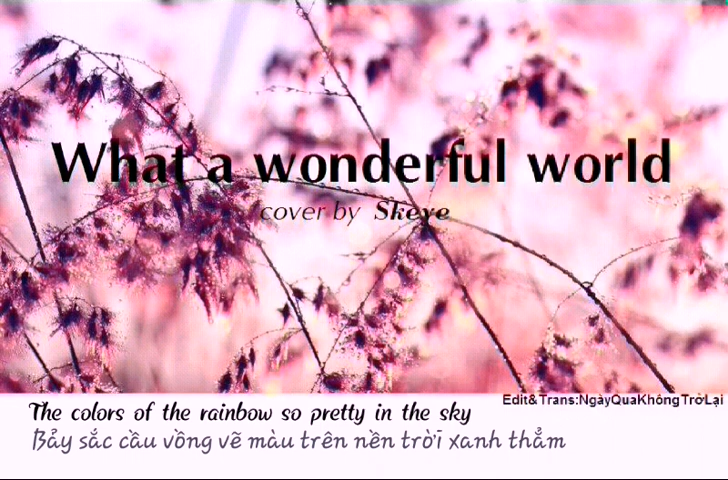 What a wonderful world
cover by Skeye
Edit&Trans:NgàyQuaKhôngTrởLại
The colors of the rainbow so pretty in the sky
Bảy sắc cầu vồng vẽ màu trên nền trời xanh thẳm